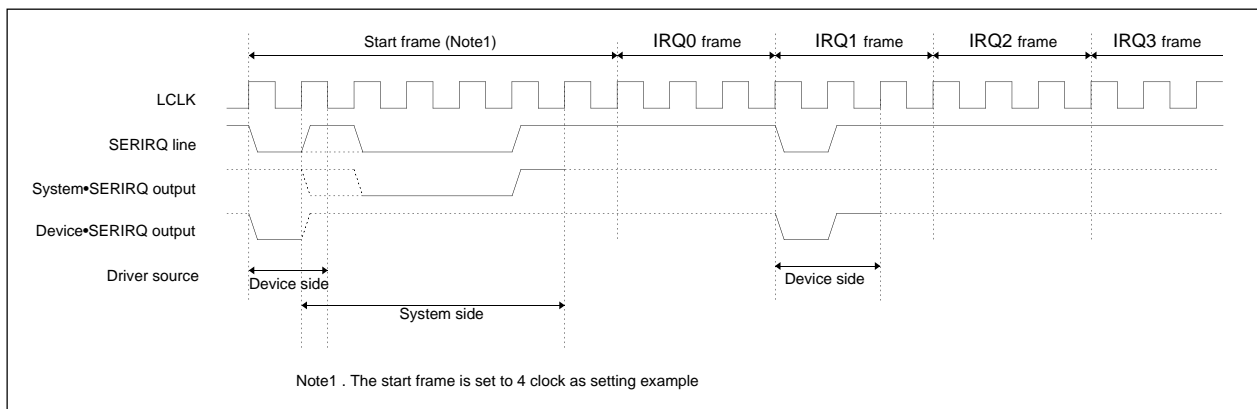 Start frame (Note1)
IRQ0 frame
IRQ1 frame
IRQ2 frame
IRQ3 frame
LCLK
SERIRQ line
System•SERIRQ output
Device•SERIRQ output
Driver source
Device side
Device side
System side
Note1 . The start frame is set to 4 clock as setting example